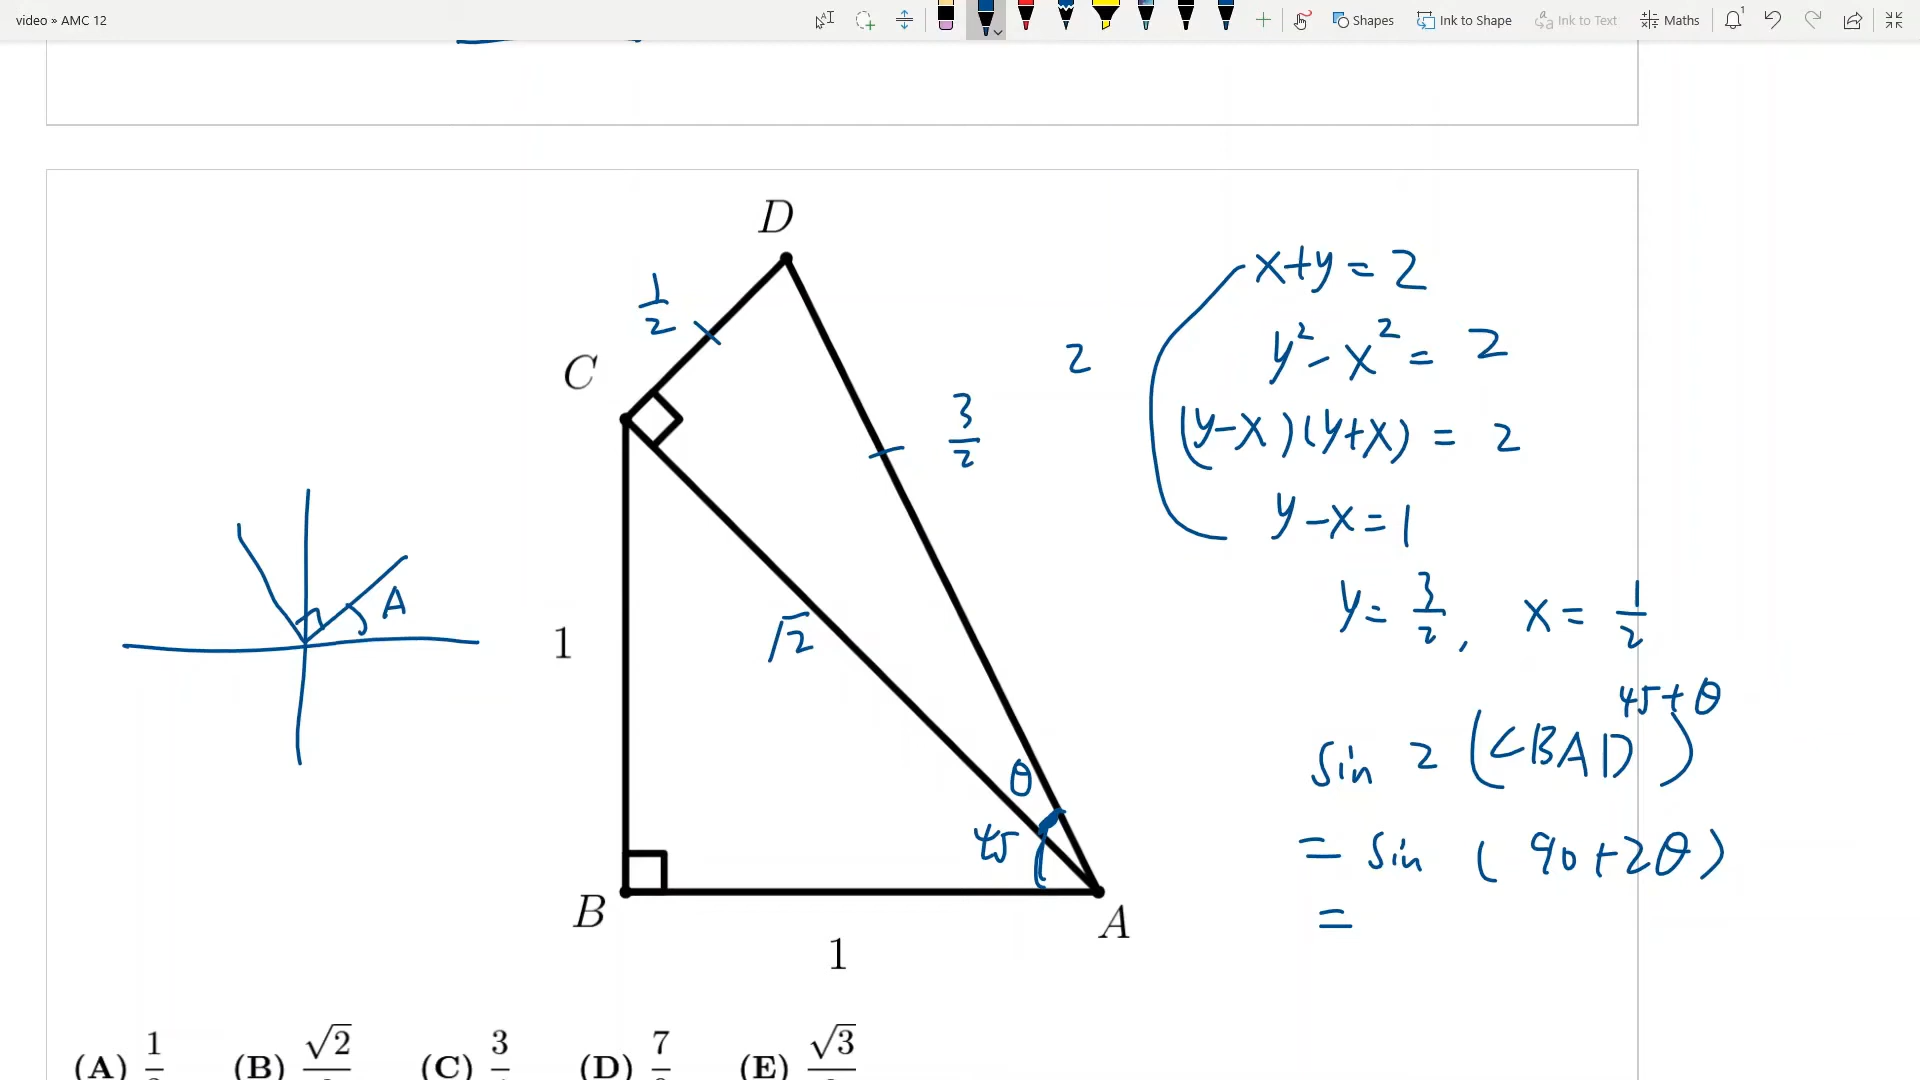 video » AMC 12
Shapes
Ink to Shape
Ink to Text
Maths
D
1/2
C
2
3/2
1
√2
A
θ
45
B
A
1
x+y=2
y²-x²=2
(y-x)(y+x)=2
y-x=1
y=3/2, x=1/2
45+θ
sin 2(<BAD)
=sin(90+2θ)
=
(A) 1 (B) √2 (C) 3 (D) 7 (E) √3